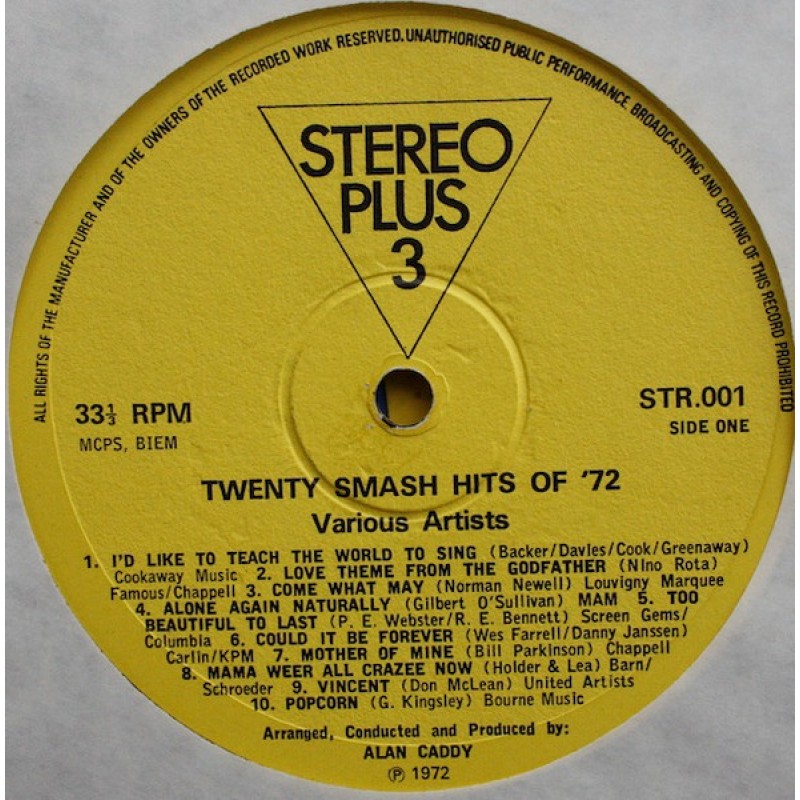 ALL RIGHTS OF THE MANUFACTURER AND OF THE OWNERS OF THE RECORDED WORK RESERVED. UNAUTHORISED PUBLIC PERFORMANCE BROADCASTING AND COPYING OF THIS RECORD PROHIBITED
STEREO
PLUS
3
33⅓ RPM
MCPS, BIEM
STR.001
SIDE ONE
TWENTY SMASH HITS OF '72
Various Artists
1. I'D LIKE TO TEACH THE WORLD TO SING (Backer/Davies/Cook/Greenaway)
Cookaway Music 2. LOVE THEME FROM THE GODFATHER (NIno Rota)
Famous/Chappell 3. COME WHAT MAY (Norman Newell) Louvigny Marquee
4. ALONE AGAIN NATURALLY (Gilbert O'Sullivan) MAM 5. TOO
BEAUTIFUL TO LAST (P. E. Webster/R. E. Bennett) Screen Gems/
Columbia 6. COULD IT BE FOREVER (Wes Farrell/Danny Janssen)
Carlin/KPM 7. MOTHER OF MINE (Bill Parkinson) Chappell
8. MAMA WEER ALL CRAZEE NOW (Holder & Lea) Barn/
Schroeder 9. VINCENT (Don McLean) United Artists
10. POPCORN (G. Kingsley) Bourne Music
Arranged, Conducted and Produced by:
ALAN CADDY
℗ 1972